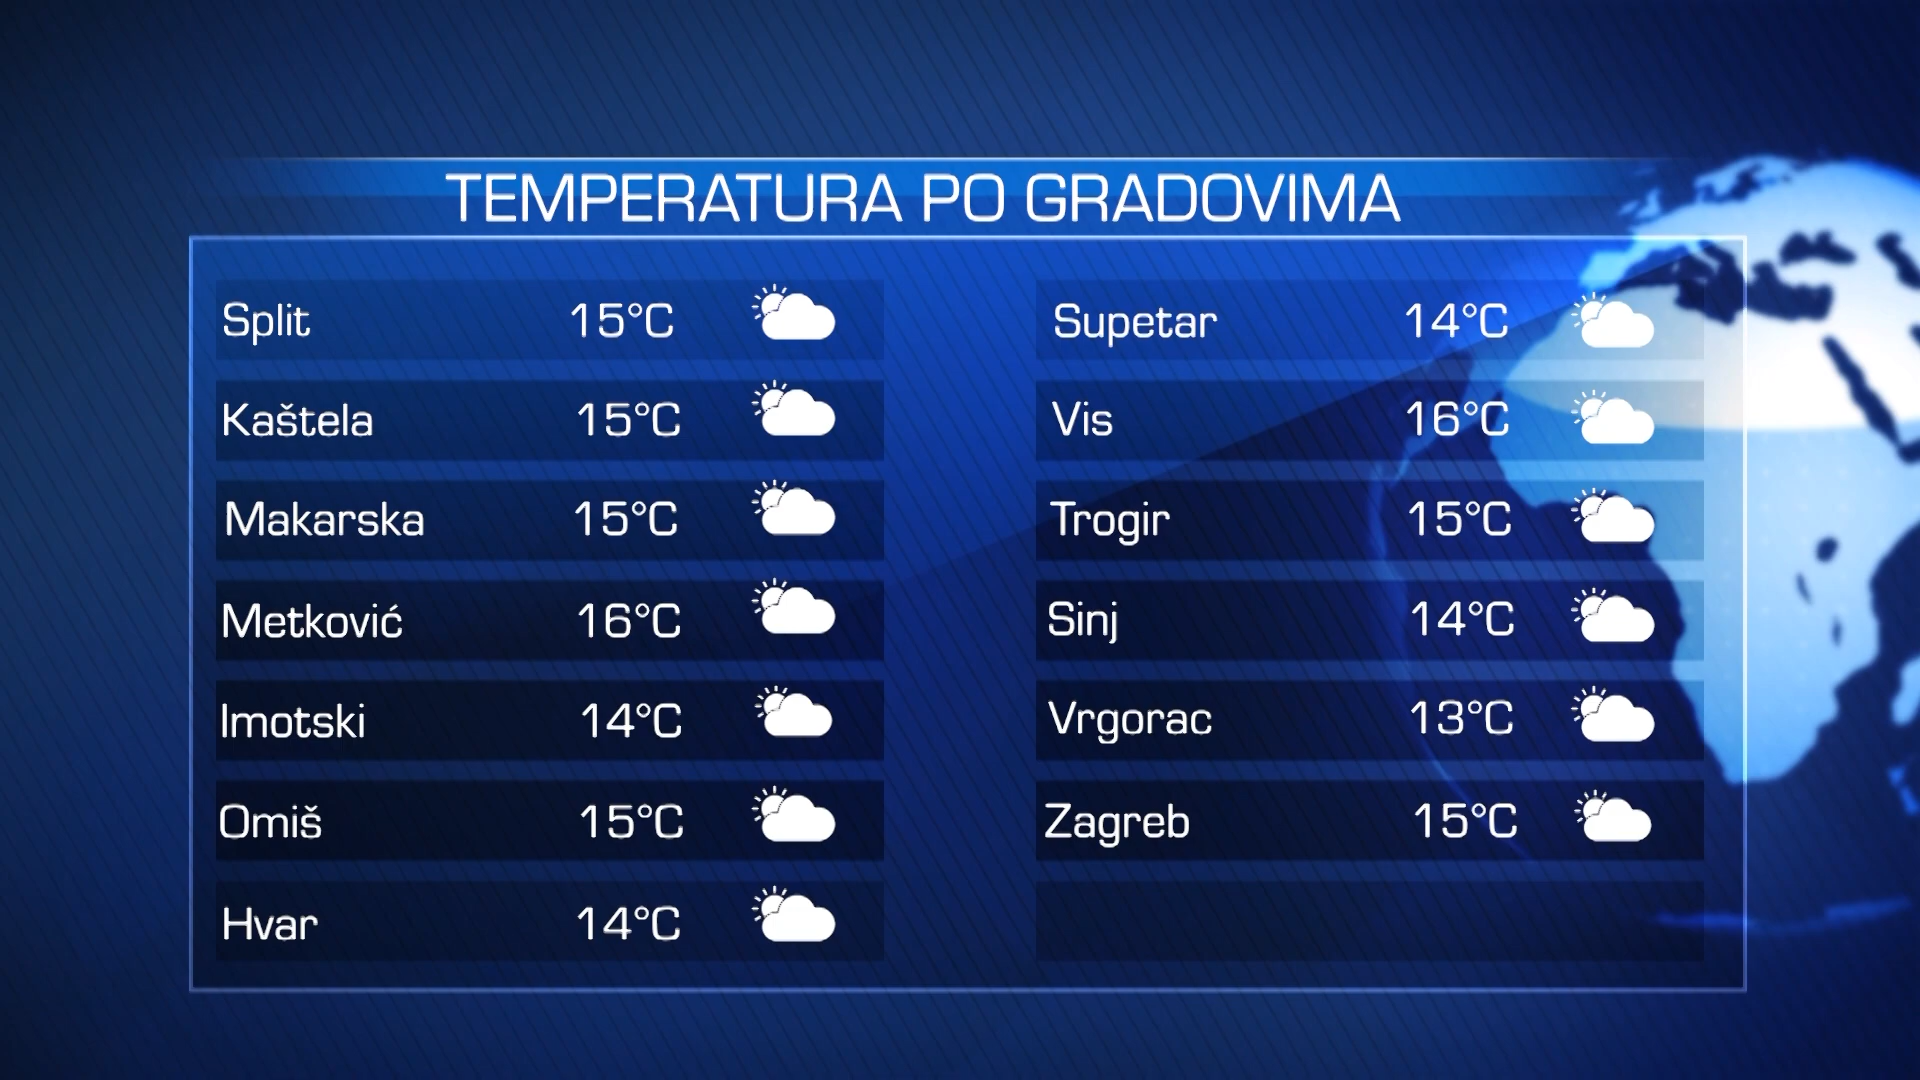 TEMPERATURA PO GRADOVIMA
Split 15°C
Kaštela 15°C
Makarska 15°C
Metković 16°C
Imotski 14°C
Omiš 15°C
Hvar 14°C
Supetar 14°C
Vis 16°C
Trogir 15°C
Sinj 14°C
Vrgorac 13°C
Zagreb 15°C